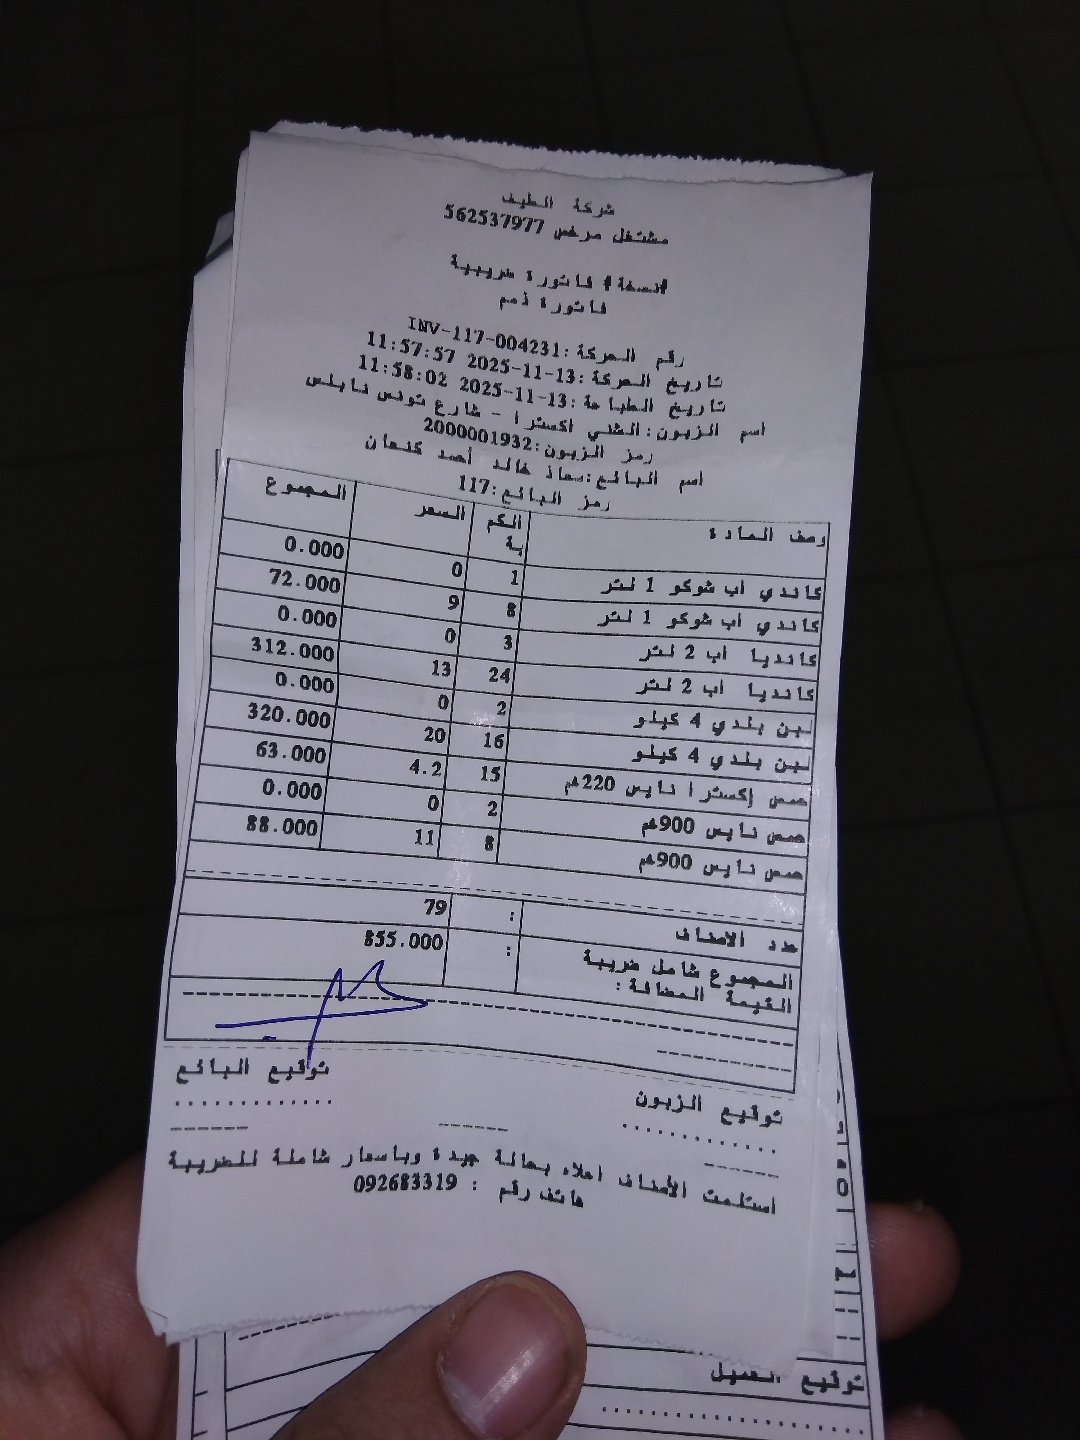 شركة الطيف
مشتغل مرخص 562537977
#نسخة# فاتورة ضريبية
فاتورة ذمم
رقم الحركة: INV-117-004231
تاريخ الحركة: 2025-11-13 11:57:57
تاريخ الطباعة: 2025-11-13 11:58:02
اسم الزبون: الشني اكسترا - شارع تونس نابلس
رمز الزبون: 2000001932
اسم البائع: معاذ خالد أحمد كنعان
رمز البائع: 117
وصف المادة الكمية السعر المجموع
كاندي اب شوكو 1 لتر 1 0 0.000
كاندي اب شوكو 1 لتر 8 9 72.000
كانديا اب 2 لتر 3 0 0.000
كانديا اب 2 لتر 24 13 312.000
لبن بلدي 4 كيلو 2 0 0.000
لبن بلدي 4 كيلو 16 20 320.000
حمص إكسترا نايس 220غم 15 4.2 63.000
حمص نايس 900غم 2 0 0.000
حمص نايس 900غم 8 11 88.000
عدد الاصناف : 79
المجموع شامل ضريبة القيمة المضافة : : 855.000
توقيع الزبون توقيع البائع
أستلمت الأصناف أعلاه بحالة جيدة وباسعار شاملة للضريبة
هاتف رقم : 092683319
توقيع العميل